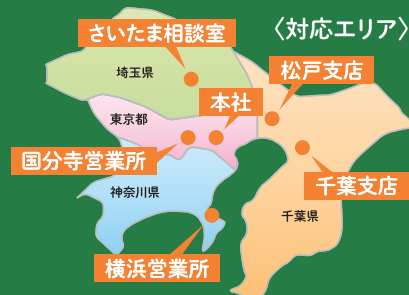 〈対応エリア〉
さいたま相談室
松戸支店
埼玉県
本社
東京都
国分寺営業所
千葉支店
神奈川県
千葉県
横浜営業所